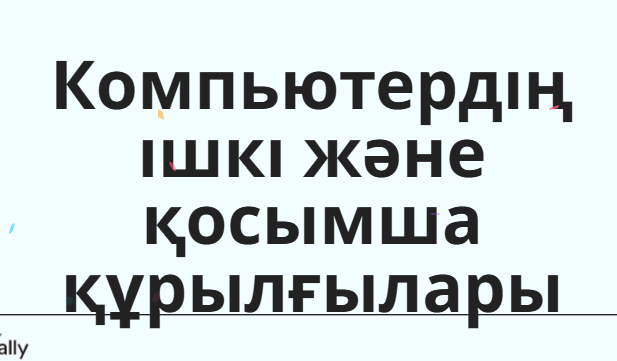 Компьютердің
ішкі және
қосымша
құрылғылары
ally